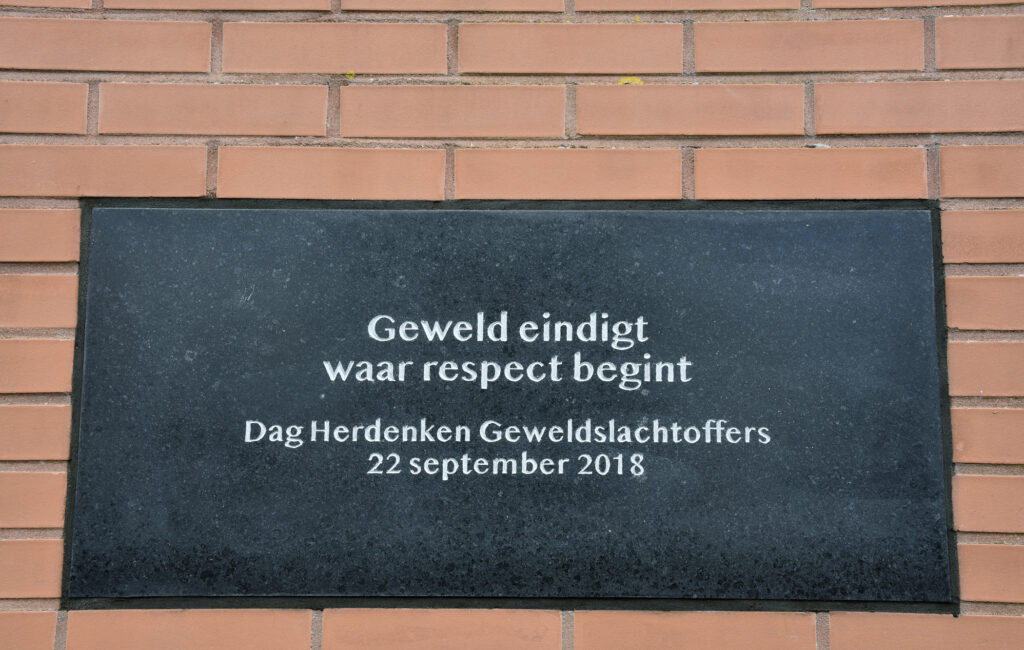 Geweld eindigt
waar respect begint
Dag Herdenken Geweldslachtoffers
22 september 2018